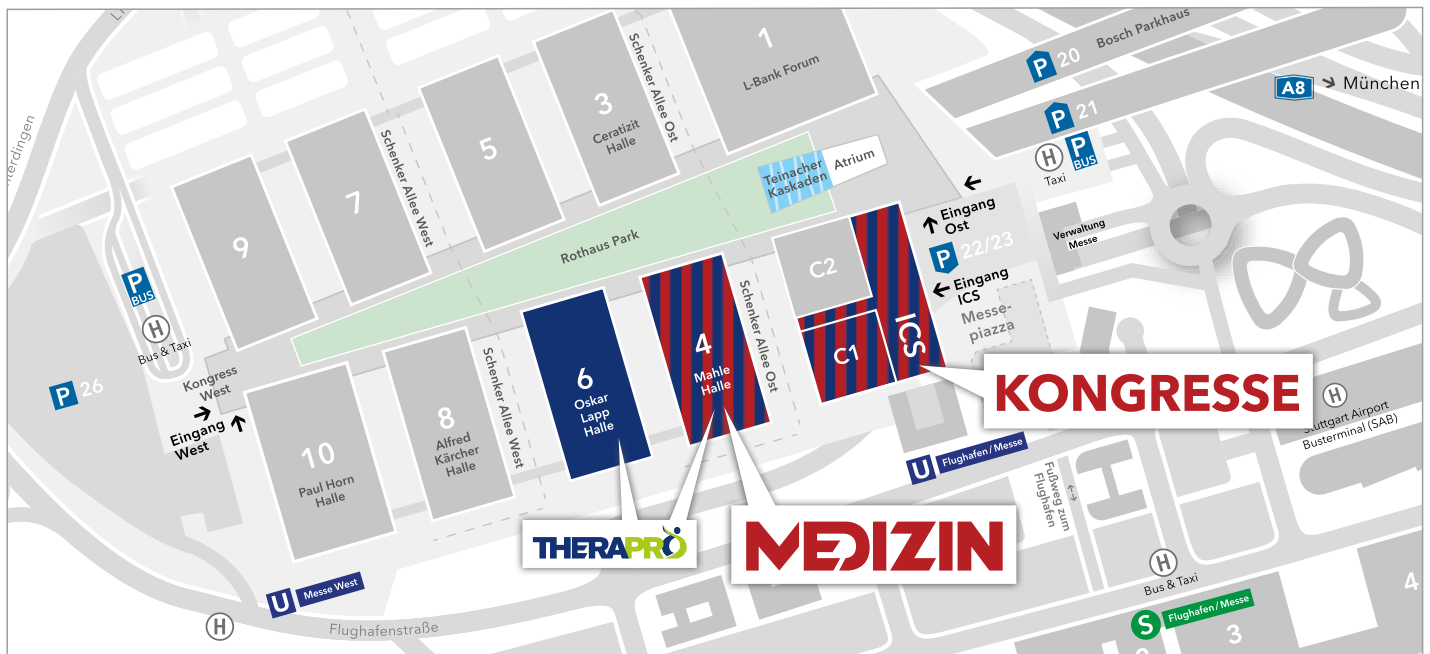 1
L-Bank Forum
P 20
Bosch Parkhaus
A8
München
P 21
H
Taxi
P
BUS
Schenker Allee Ost
3
Ceratizit
Halle
5
Schenker Allee West
7
9
Teinacher
Kaskaden
Atrium
Rothaus Park
Eingang
Ost
P 22/23
Verwaltung
Messe
Eingang
ICS
Messe-
piazza
C2
ICS
C1
Schenker Allee Ost
4
Mahle
Halle
6
Oskar
Lapp
Halle
Schenker Allee West
8
Alfred
Kärcher
Halle
10
Paul Horn
Halle
P
BUS
H
Bus & Taxi
Kongress
West
Eingang
West
P 26
KONGRESSE
H
Stuttgart Airport
Busterminal (SAB)
U Flughafen / Messe
Fußweg zum
Flughafen
THERAPRO
MEDIZIN
H
Bus & Taxi
S Flughafen / Messe
U Messe West
H
Flughafenstraße
3
4